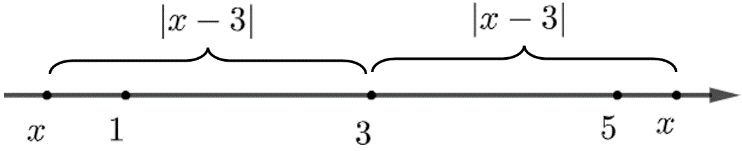 |x − 3| |x − 3|
x 1 3 5 x